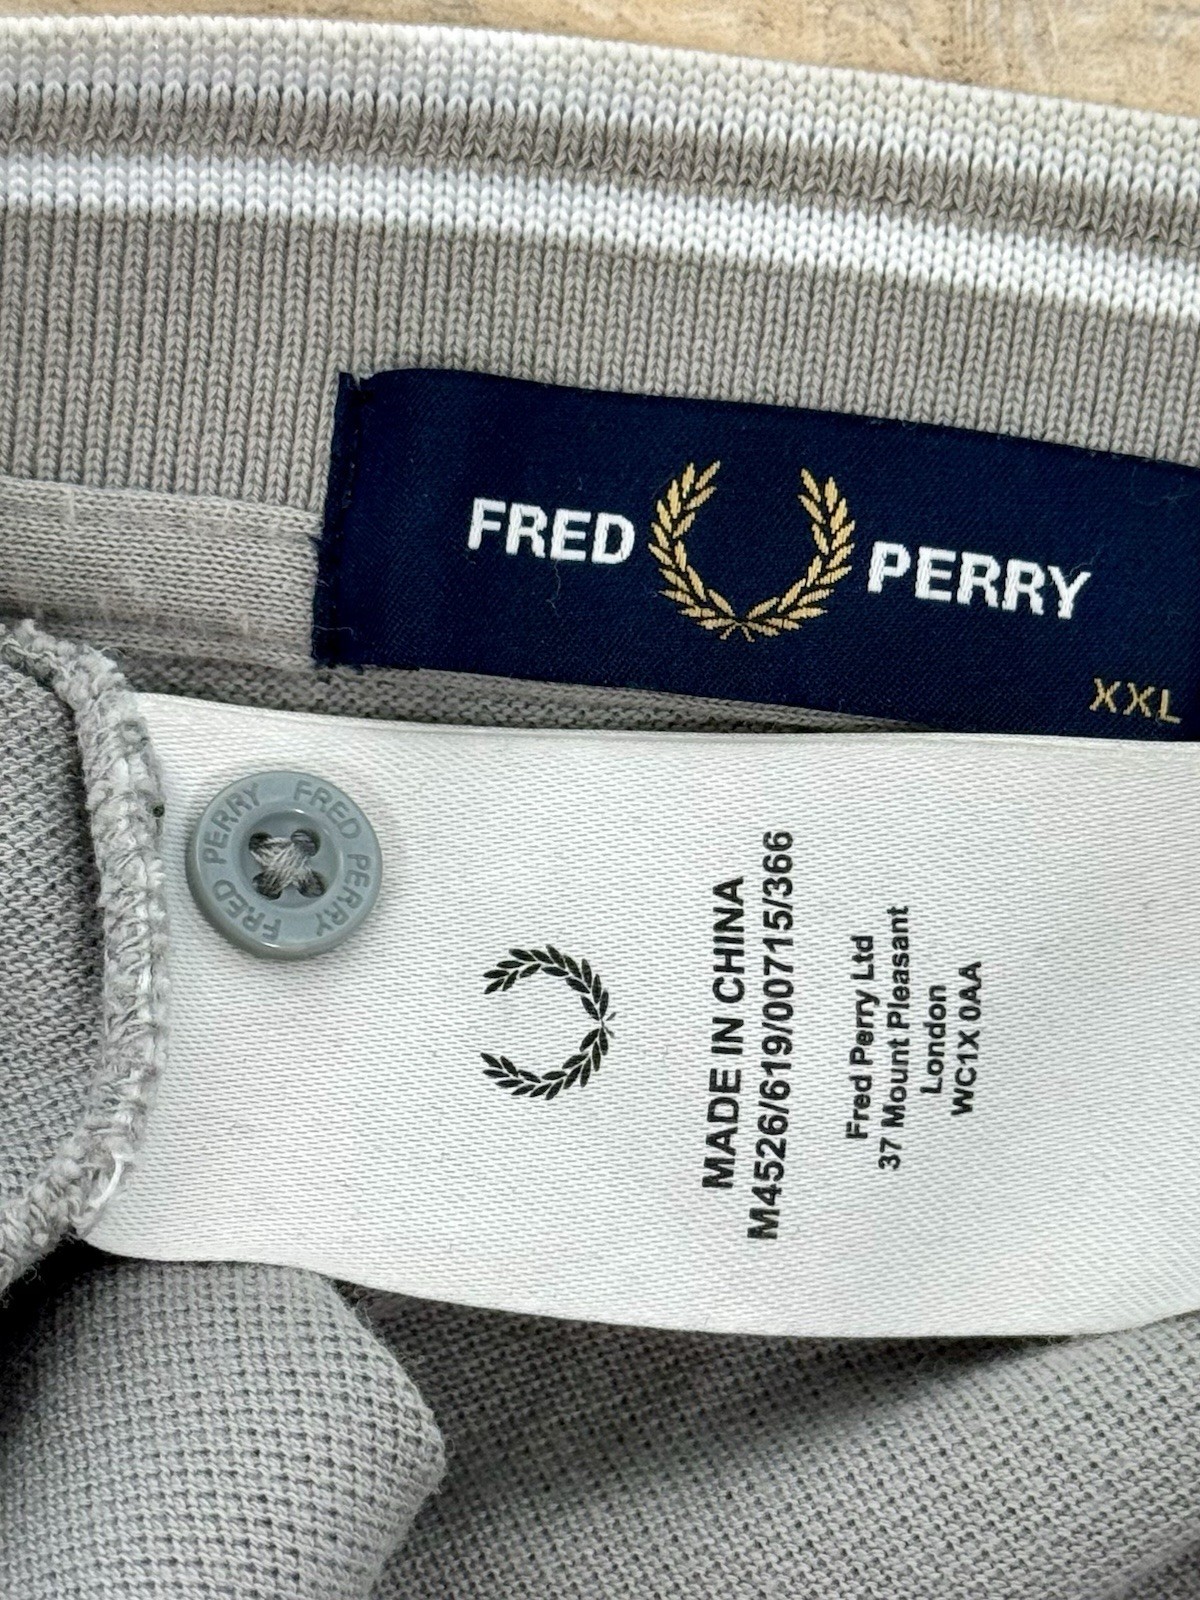 FRED PERRY
XXL
FRED PERRY FRED PERRY
MADE IN CHINA
M4526/619/00715/366
Fred Perry Ltd
37 Mount Pleasant
London
WC1X 0AA